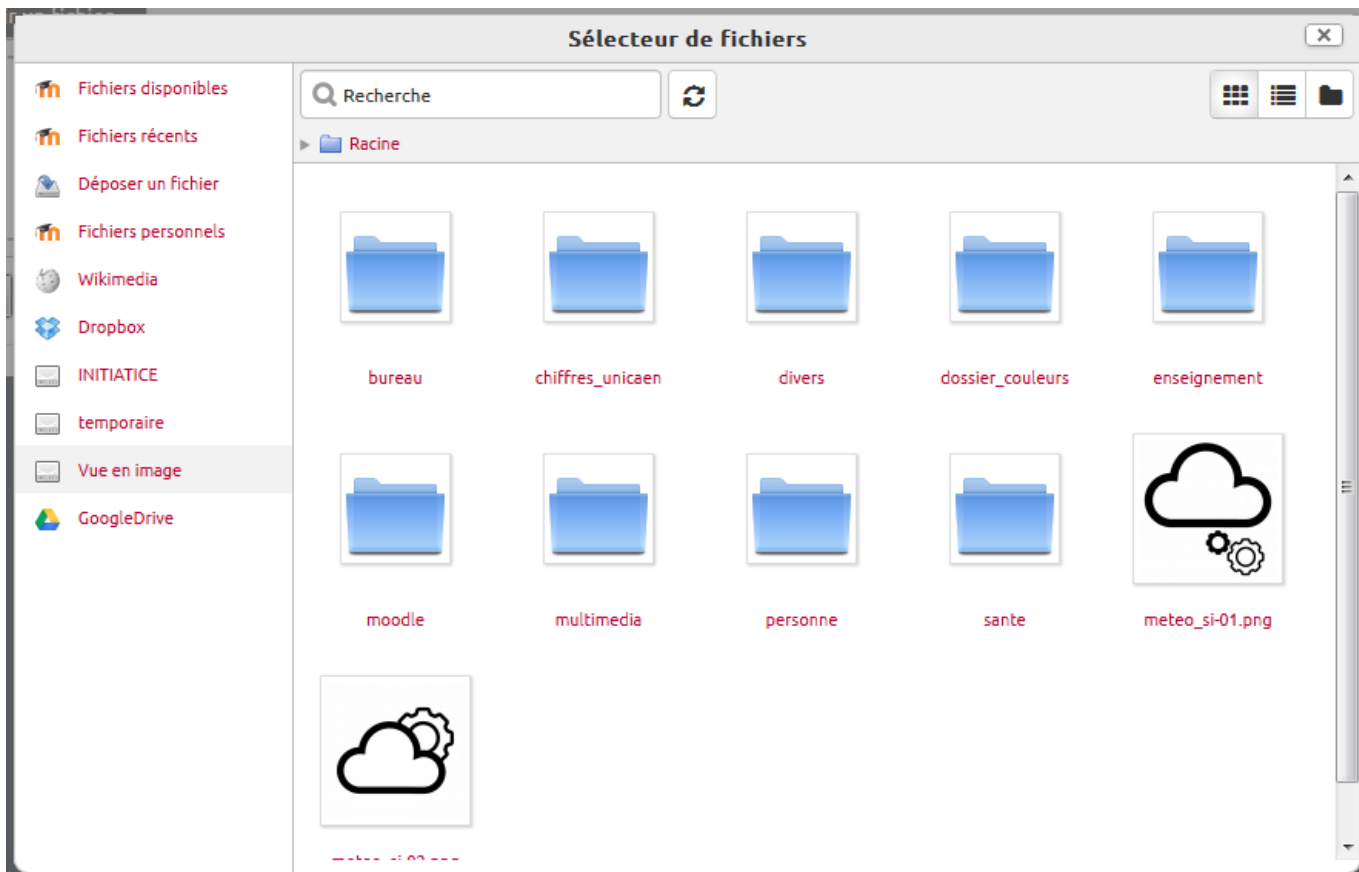 Sélecteur de fichiers
Fichiers disponibles
Fichiers récents
Déposer un fichier
Fichiers personnels
Wikimedia
Dropbox
INITIATICE
temporaire
Vue en image
GoogleDrive
Recherche
Racine
bureau chiffres_unicaen divers dossier_couleurs enseignement
moodle multimedia personne sante meteo_si-01.png